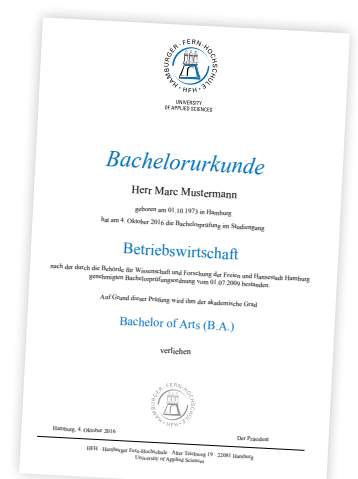 HAMBURGER · FERN-HOCHSCHULE · HFH ·
UNIVERSITY
OF APPLIED SCIENCES
Bachelorurkunde
Herr Marc Mustermann
geboren am 01.10.1973 in Hamburg
hat am 4. Oktober 2016 die Bachelorprüfung im Studiengang
Betriebswirtschaft
nach der durch die Behörde für Wissenschaft und Forschung der Freien und Hansestadt Hamburg
genehmigten Bachelorprüfungsordnung vom 01.07.2009 bestanden.
Auf Grund dieser Prüfung wird ihm der akademische Grad
Bachelor of Arts (B.A.)
verliehen
HAMBURGER · FERN-HOCHSCHULE · HFH ·
Hamburg, 4. Oktober 2016
Der Präsident
HFH · Hamburger Fern-Hochschule · Alter Teichweg 19 · 22081 Hamburg
University of Applied Sciences